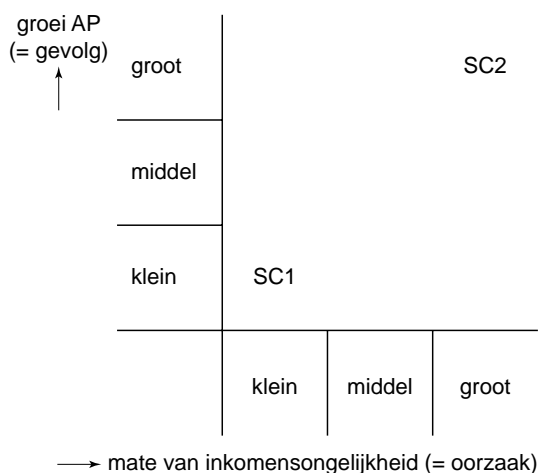 groei AP
(= gevolg)
groot
SC2
middel
klein
SC1
klein
middel
groot
mate van inkomensongelijkheid (= oorzaak)